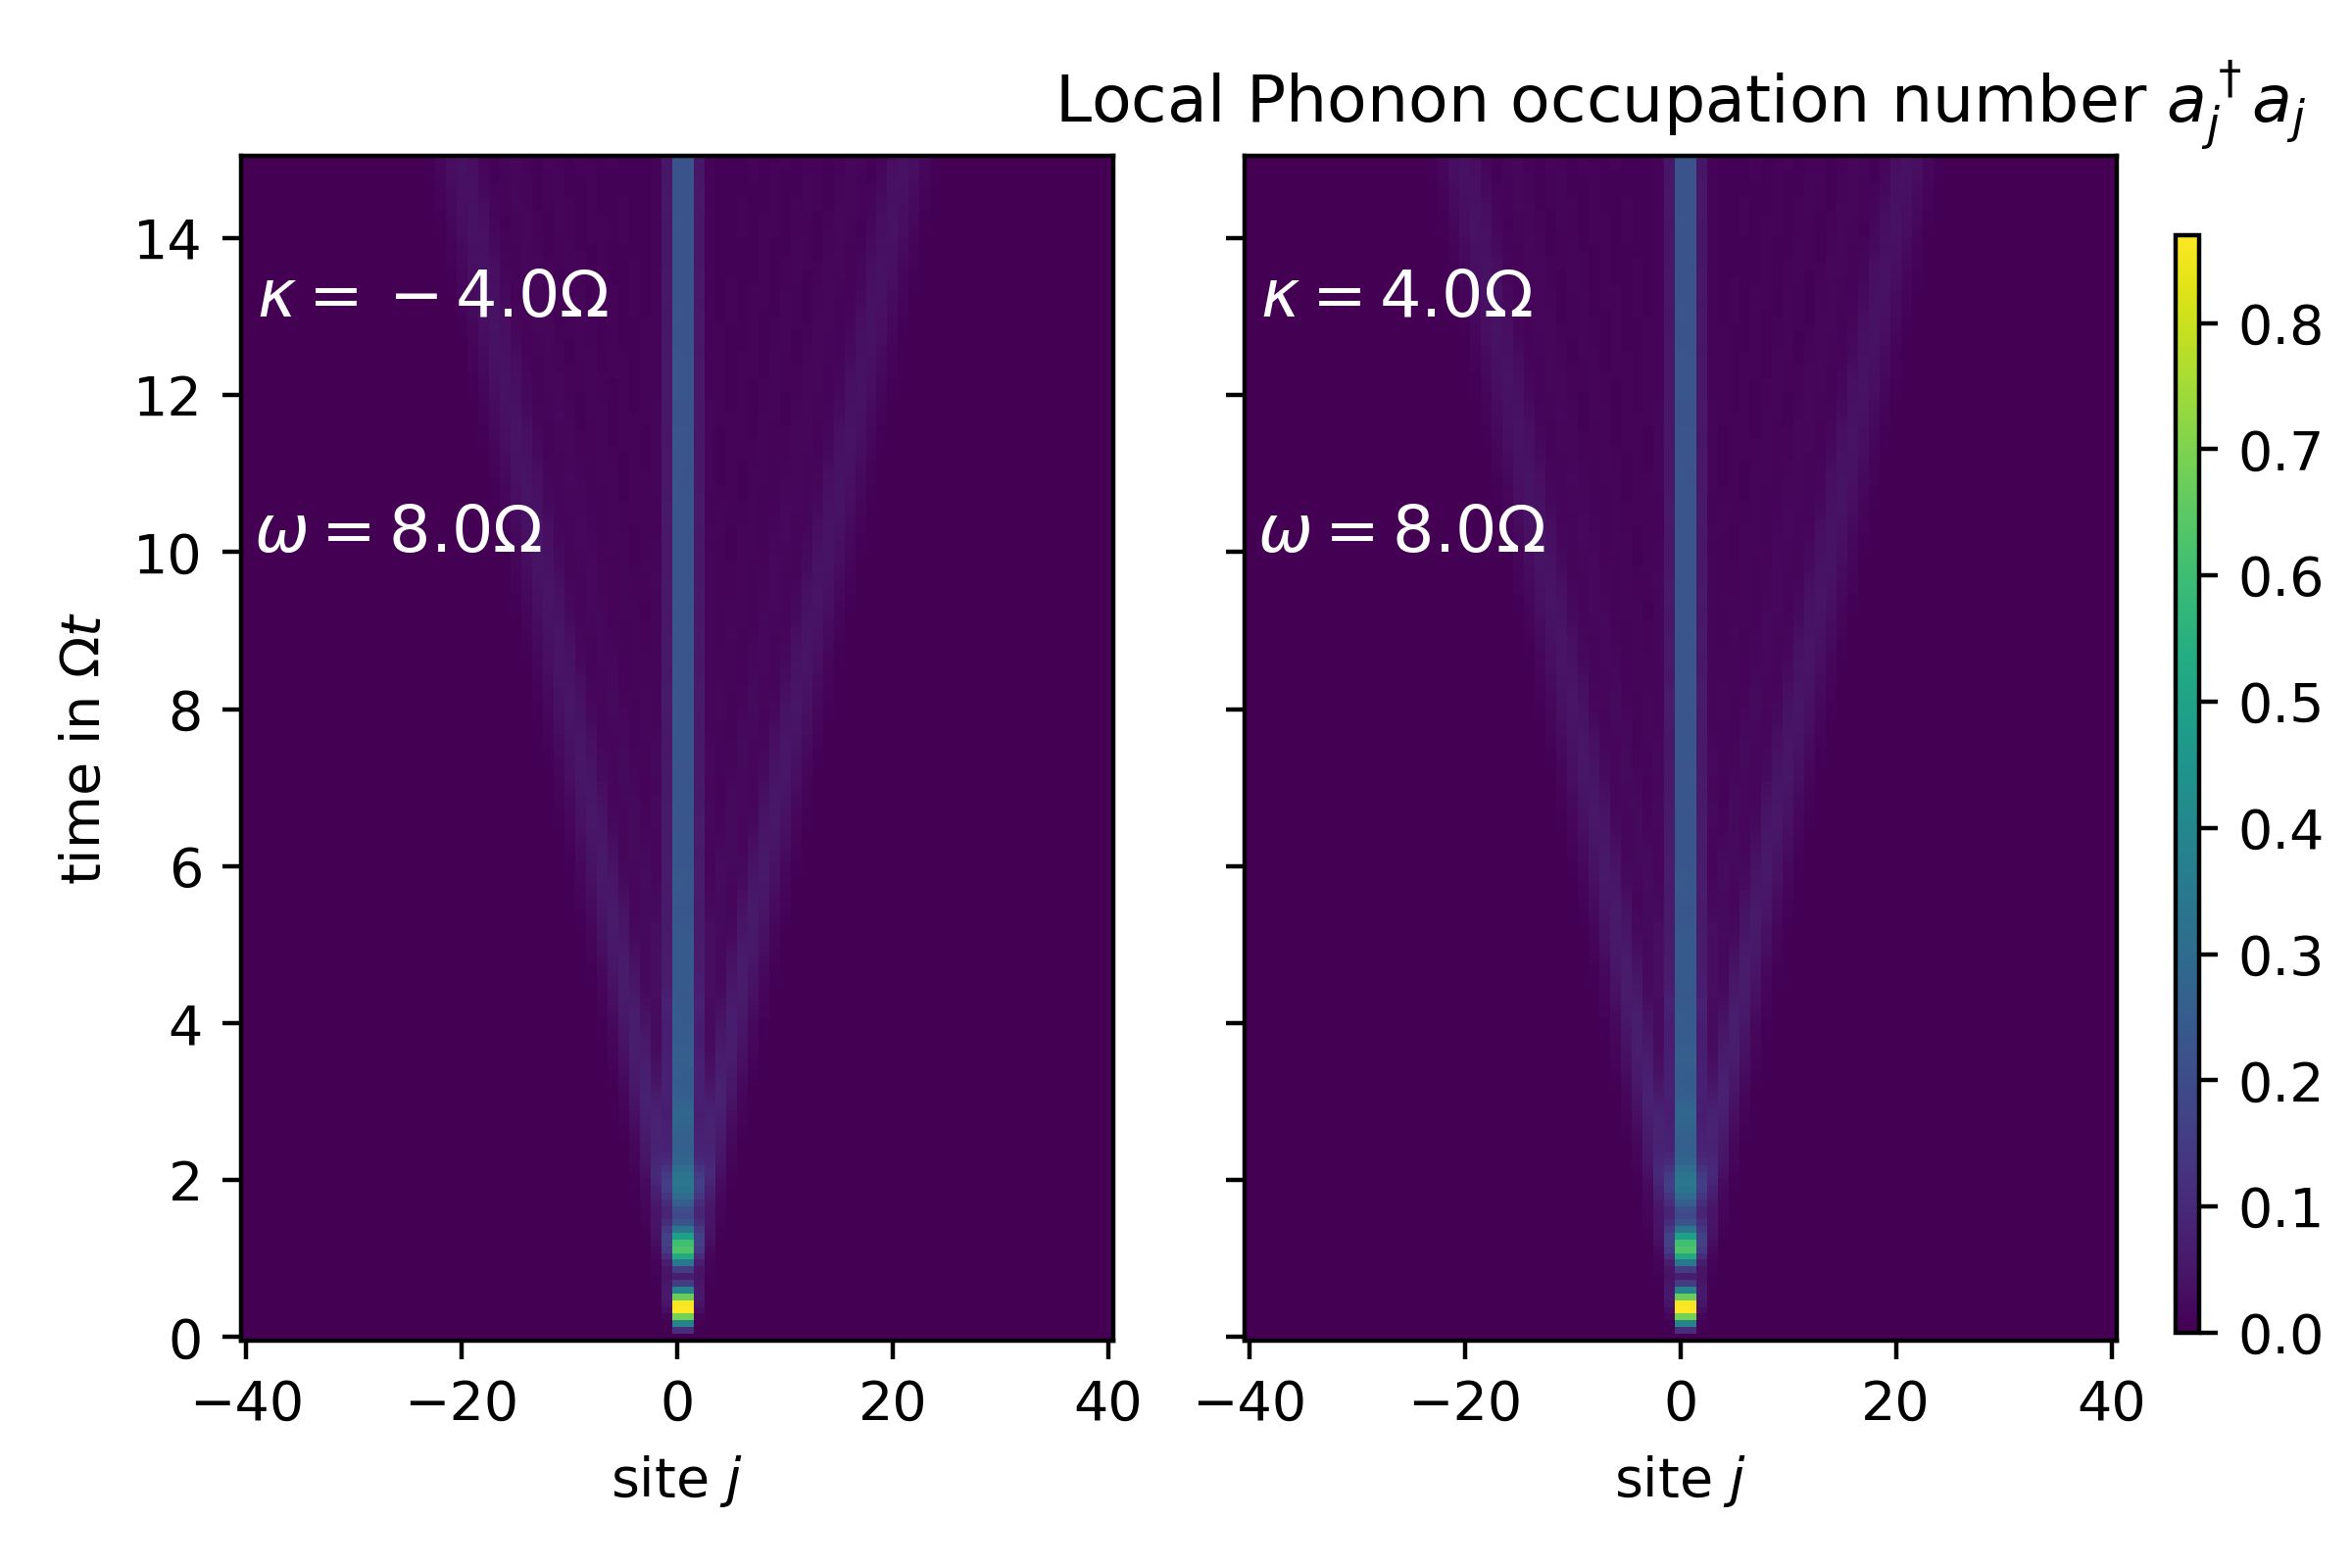 Local Phonon occupation number a_j^† a_j
κ = −4.0Ω
ω = 8.0Ω
κ = 4.0Ω
ω = 8.0Ω
time in Ωt
14
12
10
8
6
4
2
0
−40 −20 0 20 40
site j
−40 −20 0 20 40
site j
0.8
0.7
0.6
0.5
0.4
0.3
0.2
0.1
0.0